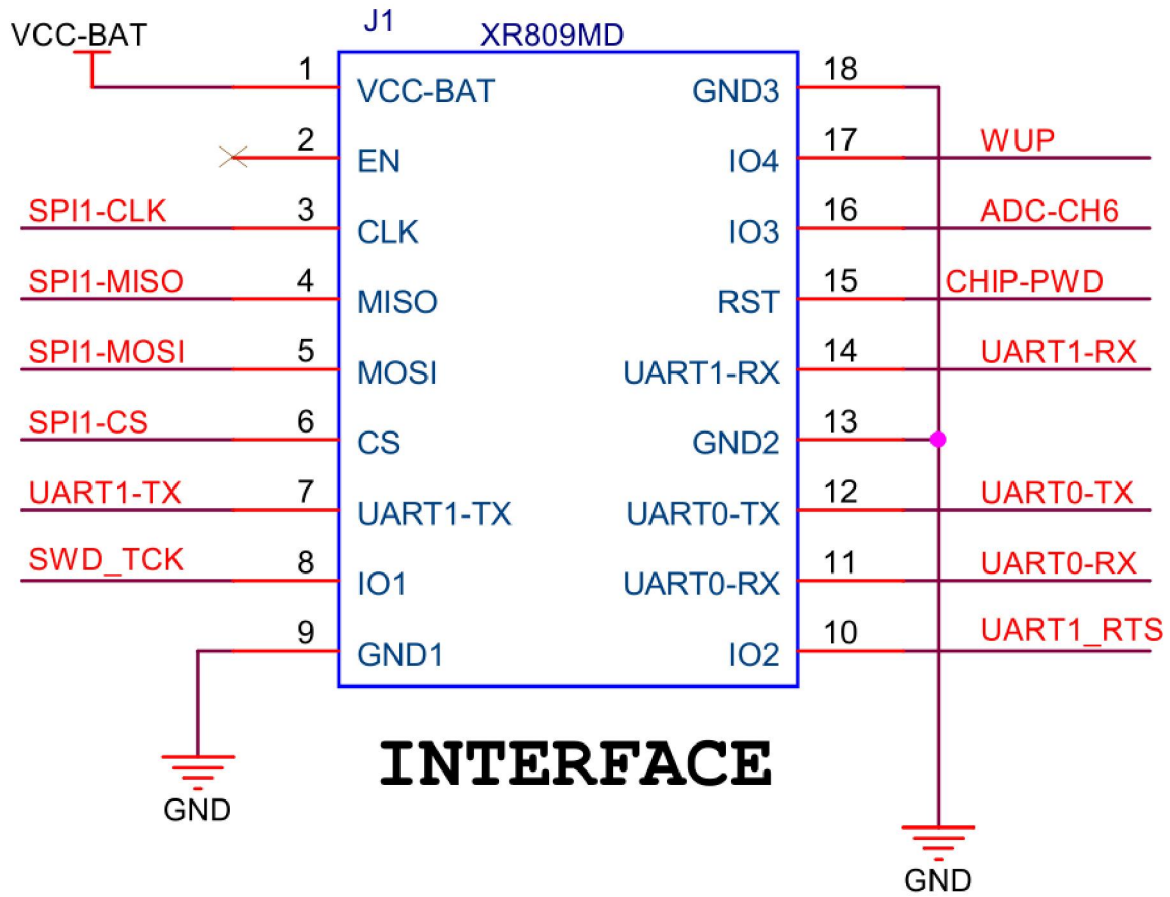 J1
XR809MD
VCC-BAT
1 VCC-BAT GND3 18
2 EN IO4 17 WUP
SPI1-CLK 3 CLK IO3 16 ADC-CH6
SPI1-MISO 4 MISO RST 15 CHIP-PWD
SPI1-MOSI 5 MOSI UART1-RX 14 UART1-RX
SPI1-CS 6 CS GND2 13
UART1-TX 7 UART1-TX UART0-TX 12 UART0-TX
SWD_TCK 8 IO1 UART0-RX 11 UART0-RX
9 GND1 IO2 10 UART1_RTS
INTERFACE
GND
GND